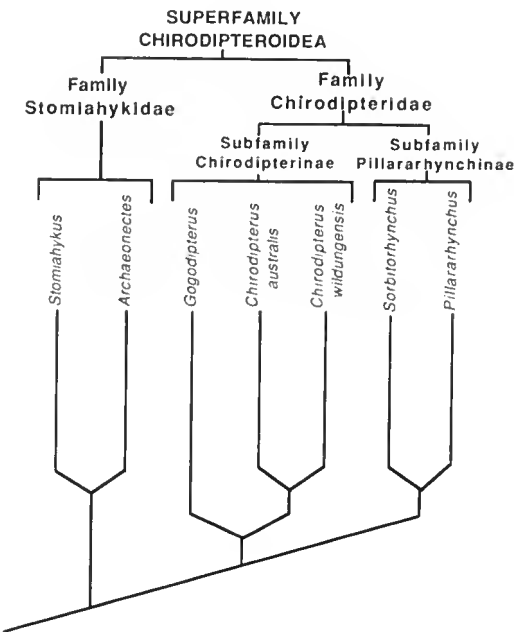 SUPERFAMILY
CHIRODIPTEROIDEA
Family
Stomiahykidae
Family
Chirodipteridae
Subfamily
Chirodipterinae
Subfamily
Pillararhynchinae
Stomiahykus
Archaeonectes
Gogodipterus
Chirodipterus
australis
Chirodipterus
wildungensis
Sorbitorhynchus
Pillararhynchus